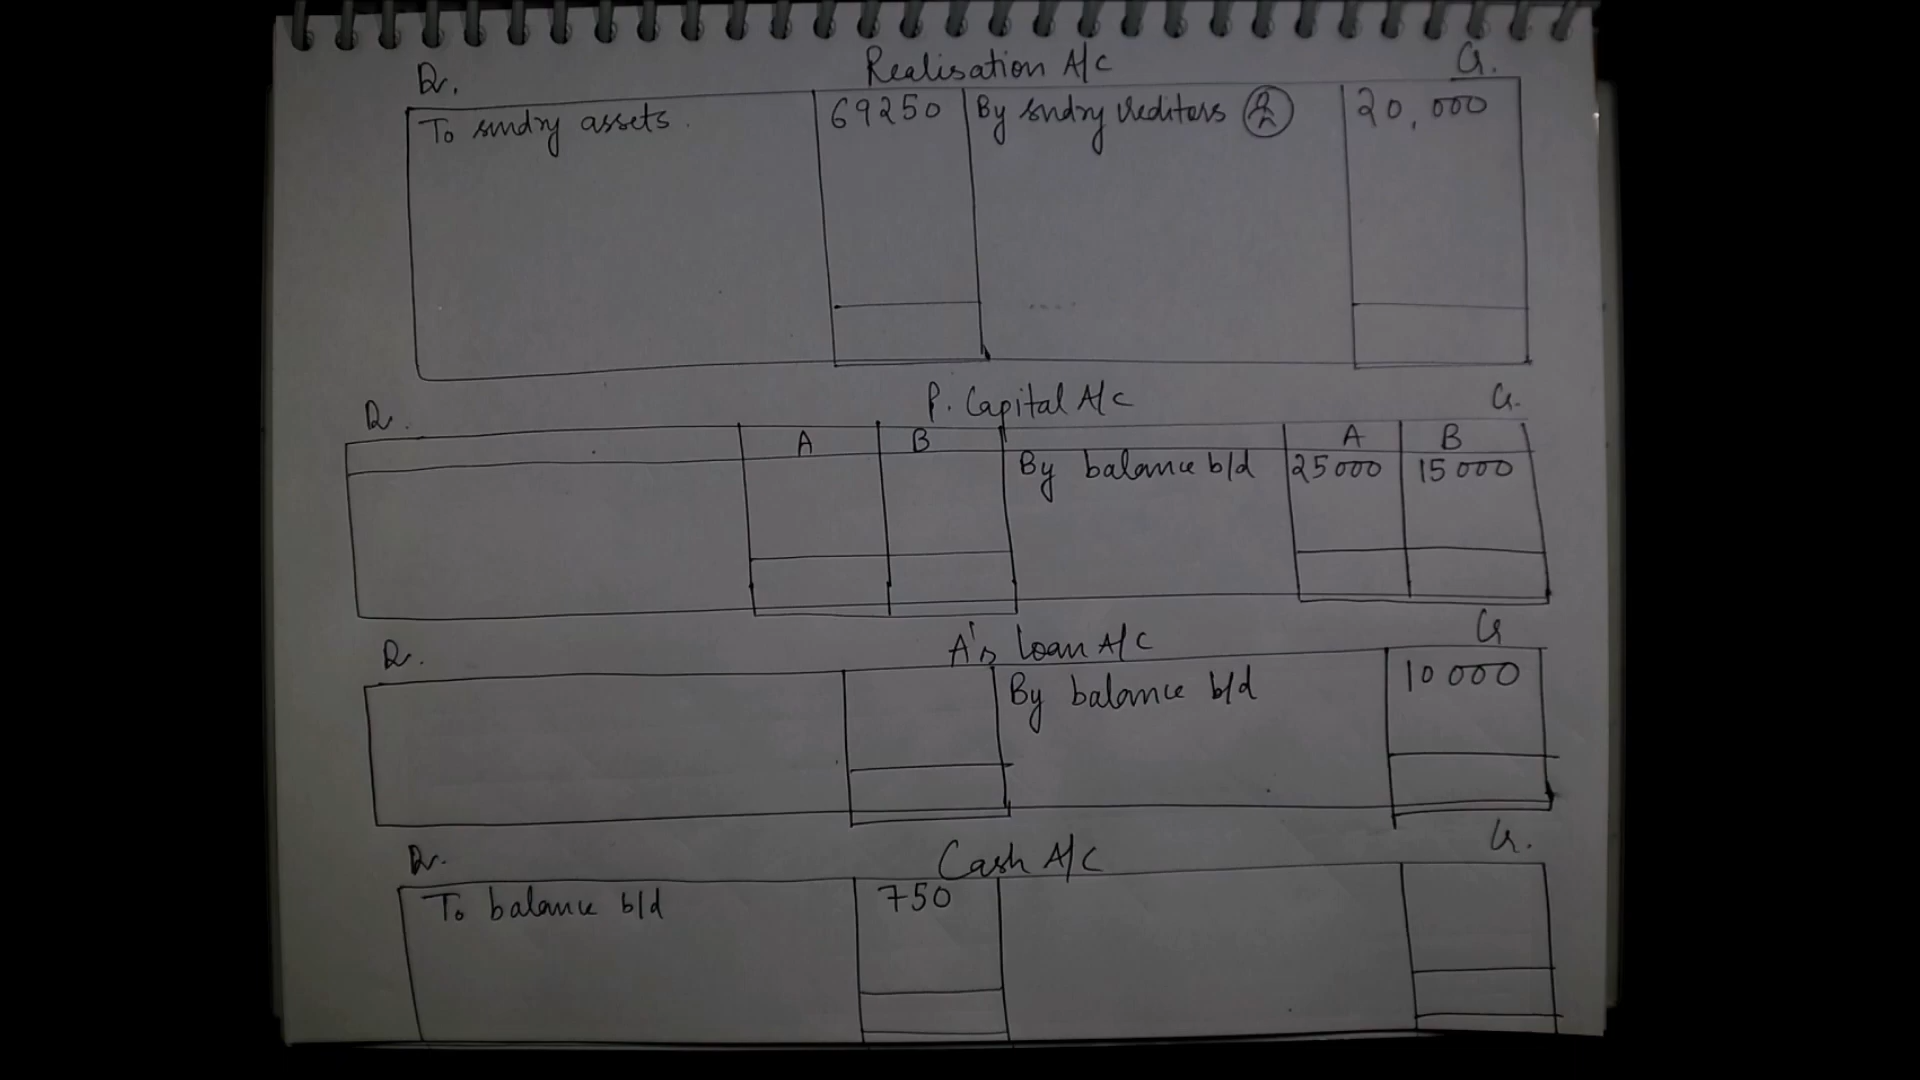 Realisation A/c
Dr. Cr.
To sundry assets. 69250 By sndry creditors 20,000
P. Capital A/c
Dr. Cr.
A B A B
By balance b/d 25000 15000
A's loan A/c
Dr. Cr
By balance b/d 10000
Cash A/C
Dr. Cr.
To balance b/d 750